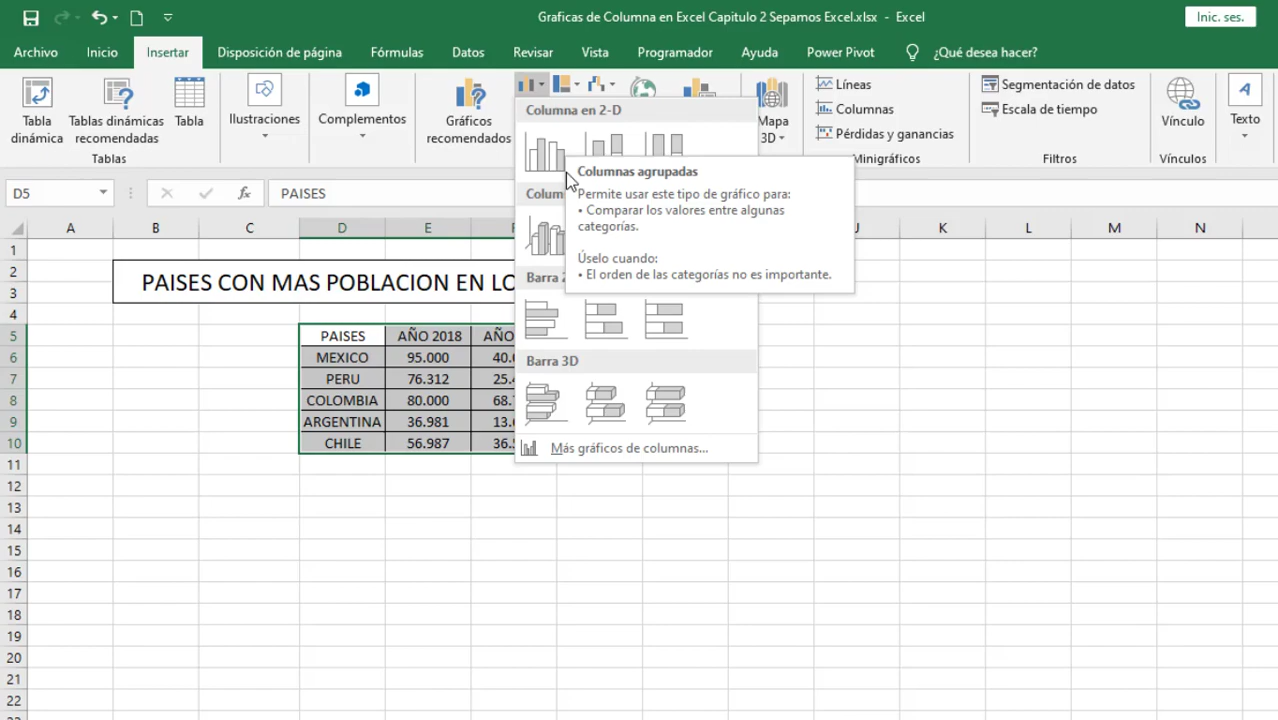 Graficas de Columna en Excel Capitulo 2 Sepamos Excel.xlsx - Excel
Inic. ses.
Archivo Inicio Insertar Disposición de página Fórmulas Datos Revisar Vista Programador Ayuda Power Pivot ¿Qué desea hacer?
Tabla dinámica
Tablas dinámicas recomendadas
Tabla
Tablas
Ilustraciones
Complementos
Gráficos recomendados
Mapa 3D
Líneas
Columnas
Pérdidas y ganancias
Minigráficos
Segmentación de datos
Escala de tiempo
Filtros
Vínculo
Vínculos
Texto
Columna en 2-D
Columnas agrupadas
Permite usar este tipo de gráfico para:
• Comparar los valores entre algunas
categorías.
Úselo cuando:
• El orden de las categorías no es importante.
Colum
Barra 2
Barra 3D
Más gráficos de columnas...
D5 fx PAISES
A B C D E K L M N
1
2
PAISES CON MAS POBLACION EN LO
3
4
5 PAISES AÑO 2018 AÑO
6 MEXICO 95.000 40.
7 PERU 76.312 25.
8 COLOMBIA 80.000 68.
9 ARGENTINA 36.981 13.
10 CHILE 56.987 36.
11
12
13
14
15
16
17
18
19
20
21
22